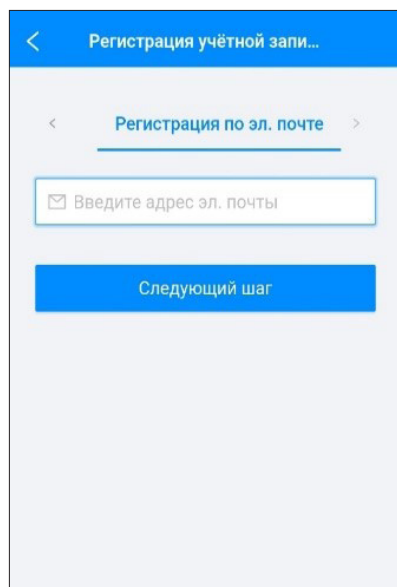 Регистрация учётной запи...
Регистрация по эл. почте
Введите адрес эл. почты
Следующий шаг